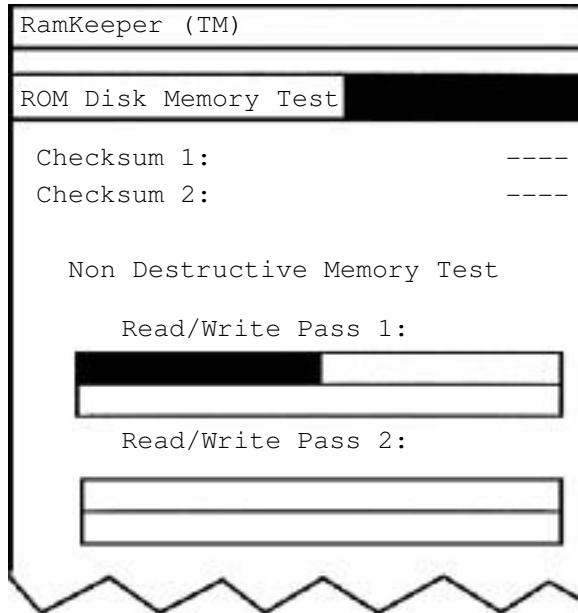 RamKeeper (TM)
ROM Disk Memory Test
Checksum 1: ----
Checksum 2: ----
Non Destructive Memory Test
Read/Write Pass 1:
Read/Write Pass 2: